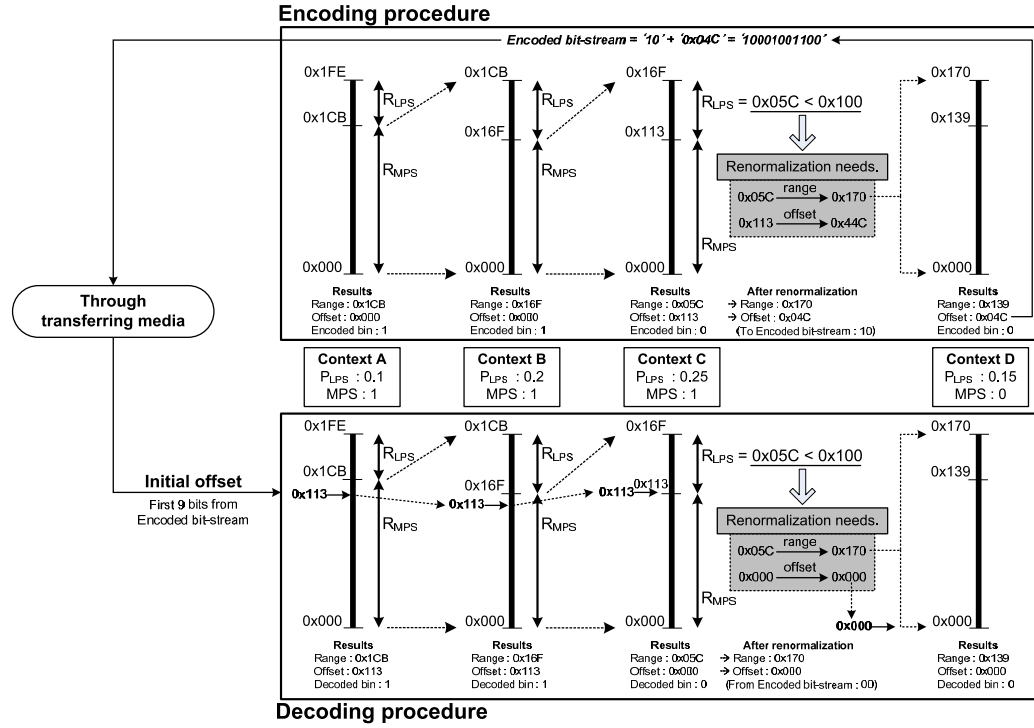 Encoding procedure
Encoded bit-stream = '10' + '0x04C' = '10001001100'
0x1FE
0x1CB
0x000
RLPS
RMPS
Results
Range : 0x1CB
Offset : 0x000
Encoded bin : 1
0x1CB
0x16F
0x000
RLPS
RMPS
Results
Range : 0x16F
Offset : 0x000
Encoded bin : 1
0x16F
0x113
0x000
RLPS = 0x05C < 0x100
RMPS
Results
Range : 0x05C
Offset : 0x113
Encoded bin : 0
Renormalization needs.
range
0x05C 0x170
offset
0x113 0x44C
After renormalization
→ Range : 0x170
→ Offset : 0x04C
(To Encoded bit-stream : 10)
0x170
0x139
0x000
Results
Range : 0x139
Offset : 0x04C
Encoded bin : 0
Through
transferring media
Context A
PLPS : 0.1
MPS : 1
Context B
PLPS : 0.2
MPS : 1
Context C
PLPS : 0.25
MPS : 1
Context D
PLPS : 0.15
MPS : 0
Initial offset
First 9 bits from
Encoded bit-stream
0x1FE
0x1CB
0x113
0x000
RLPS
RMPS
Results
Range : 0x1CB
Offset : 0x113
Decoded bin : 1
0x1CB
0x16F
0x113
0x000
RLPS
RMPS
Results
Range : 0x16F
Offset : 0x113
Decoded bin : 1
0x16F
0x113 0x113
0x000
RLPS = 0x05C < 0x100
RMPS
Results
Range : 0x05C
Offset : 0x000
Decoded bin : 0
Renormalization needs.
range
0x05C 0x170
offset
0x000 0x000
0x000
After renormalization
→ Range : 0x170
→ Offset : 0x000
(From Encoded bit-stream : 00)
0x170
0x139
0x000
Results
Range : 0x139
Offset : 0x000
Decoded bin : 0
Decoding procedure